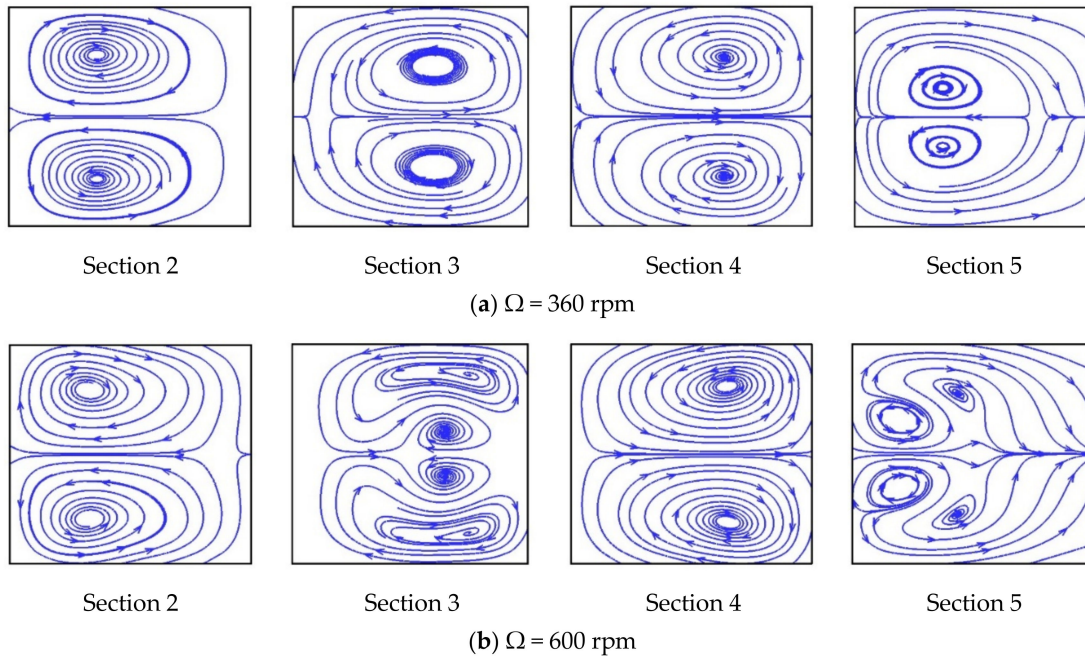 Section 2 Section 3 Section 4 Section 5
(a) Ω = 360 rpm
Section 2 Section 3 Section 4 Section 5
(b) Ω = 600 rpm